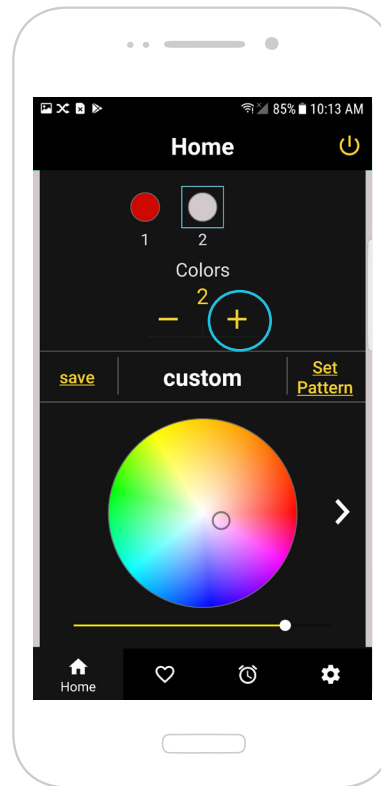 85% 10:13 AM
Home
1 2
Colors
2
save custom Set Pattern
Home